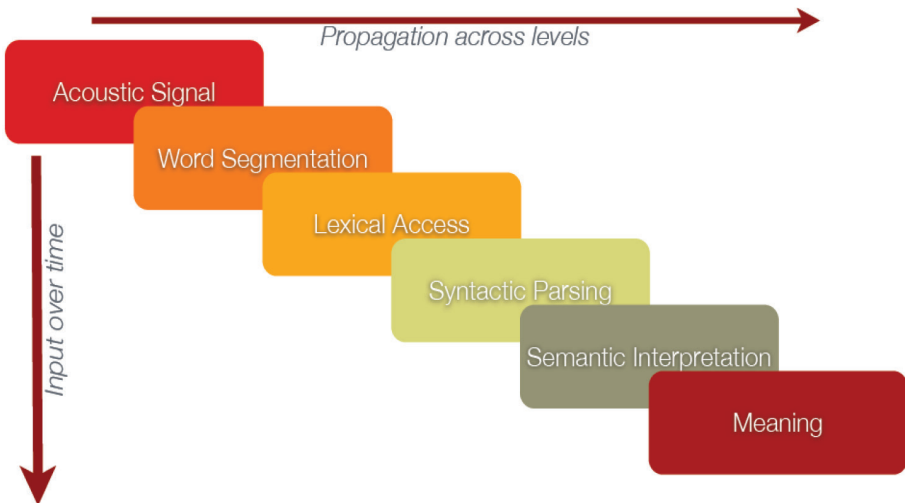 Propagation across levels
Acoustic Signal
Word Segmentation
Lexical Access
Syntactic Parsing
Semantic Interpretation
Meaning
Input over time